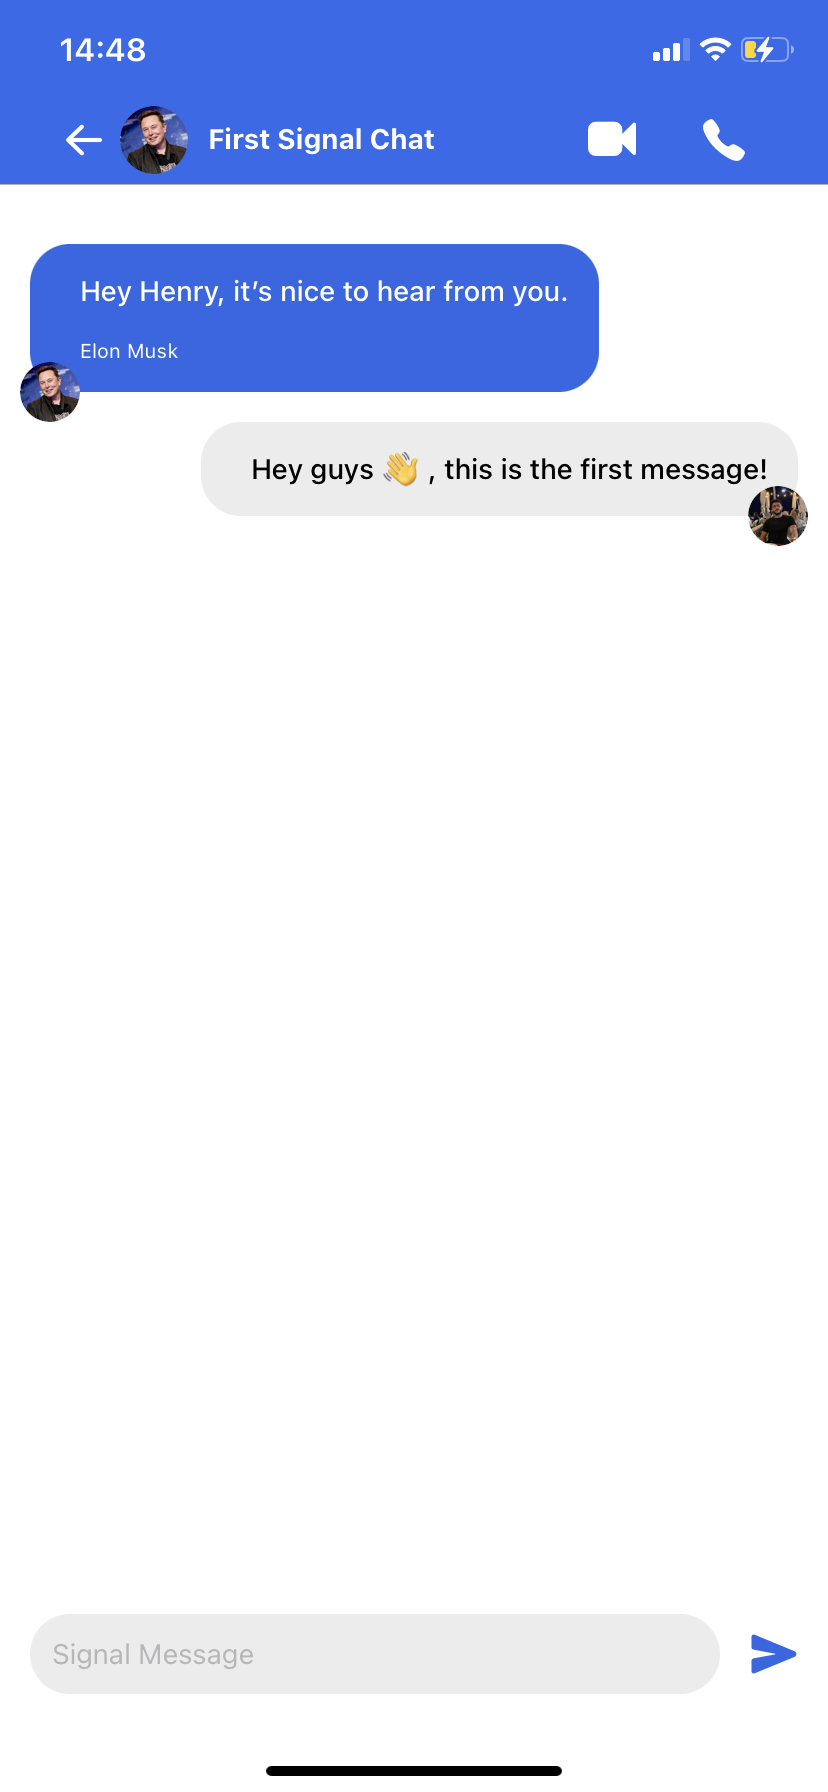 14:48
First Signal Chat
Hey Henry, it’s nice to hear from you.
Elon Musk
Hey guys 👋 , this is the first message!
Signal Message